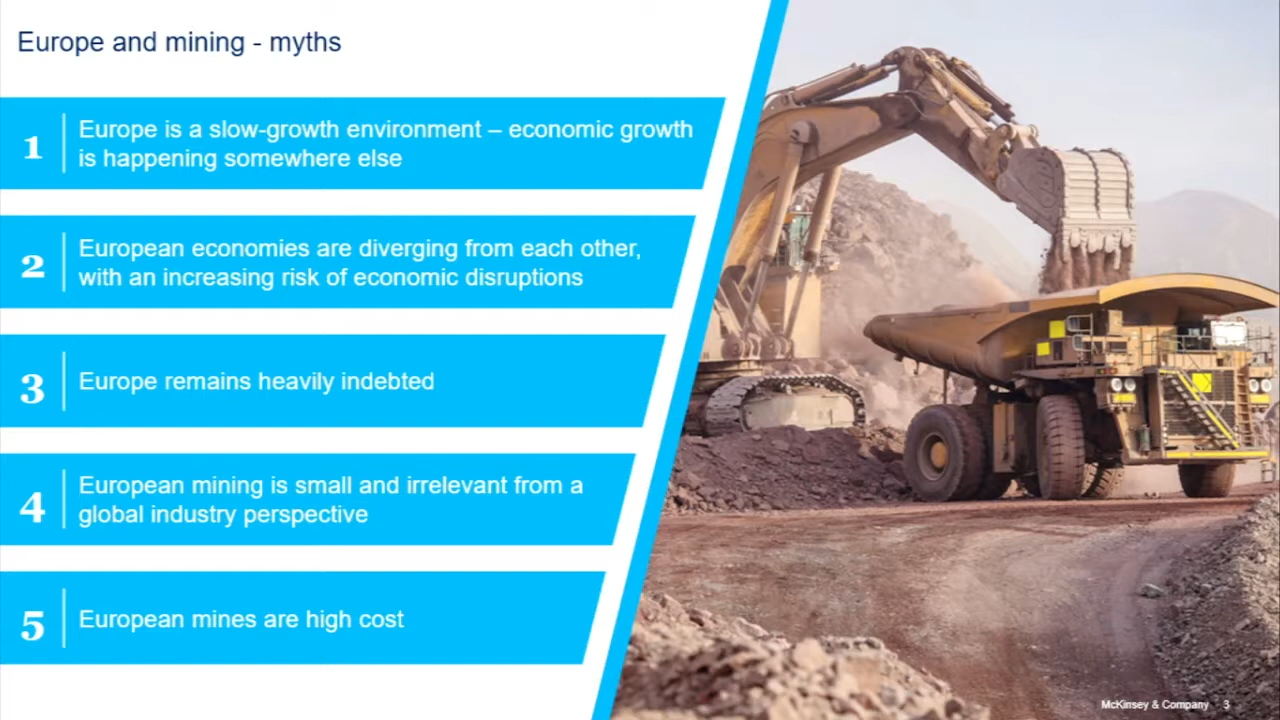 Europe and mining - myths
1
Europe is a slow-growth environment – economic growth
is happening somewhere else
2
European economies are diverging from each other,
with an increasing risk of economic disruptions
3
Europe remains heavily indebted
4
European mining is small and irrelevant from a
global industry perspective
5
European mines are high cost
McKinsey & Company 3